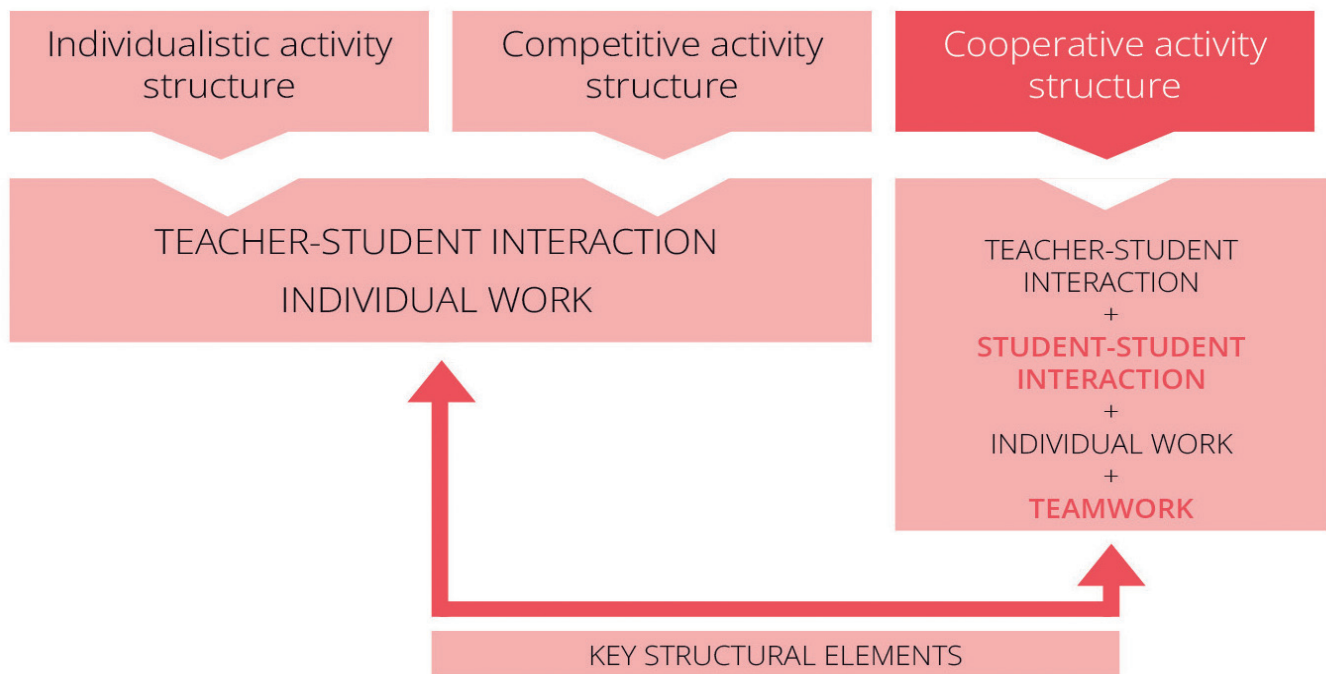 Individualistic activity
structure
Competitive activity
structure
Cooperative activity
structure
TEACHER-STUDENT INTERACTION
INDIVIDUAL WORK
TEACHER-STUDENT
INTERACTION
+
STUDENT-STUDENT
INTERACTION
+
INDIVIDUAL WORK
+
TEAMWORK
KEY STRUCTURAL ELEMENTS